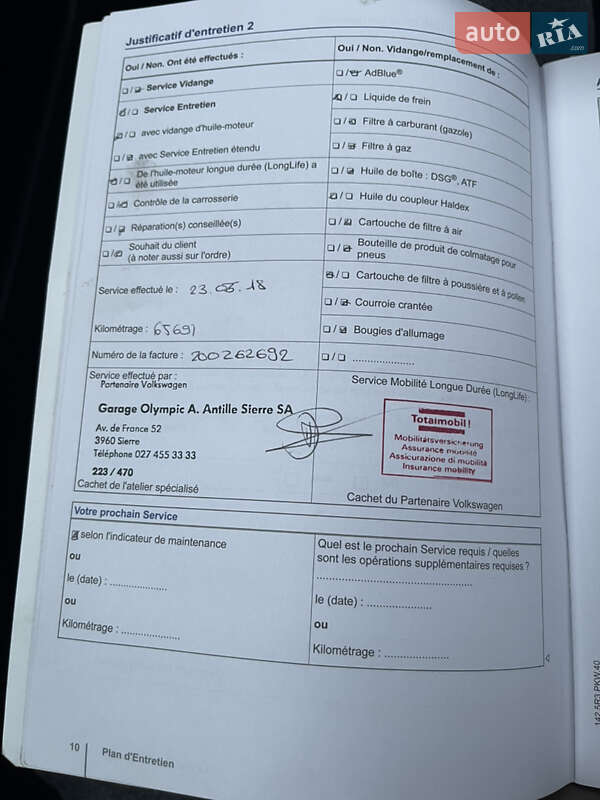 auto RIA .com
Justificatif d'entretien 2
Oui / Non. Ont été effectués :
Service Vidange
Service Entretien
avec vidange d'huile-moteur
avec Service Entretien étendu
De l'huile-moteur longue durée (LongLife) a
été utilisée
Contrôle de la carrosserie
Réparation(s) conseillée(s)
Souhait du client
(à noter aussi sur l'ordre)
Service effectué le : 23.05.18
Kilométrage : 65691
Numéro de la facture : 200262692
Oui / Non. Vidange/remplacement de :
AdBlue®
Liquide de frein
Filtre à carburant (gazole)
Filtre à gaz
Huile de boîte : DSG®, ATF
Huile du coupleur Haldex
Cartouche de filtre à air
Bouteille de produit de colmatage pour
pneus
Cartouche de filtre à poussière et à pollen
Courroie crantée
Bougies d'allumage
....................
Service effectué par :
Partenaire Volkswagen
Garage Olympic A. Antille Sierre SA
Av. de France 52
3960 Sierre
Téléphone 027 455 33 33
223 / 470
Cachet de l'atelier spécialisé
Service Mobilité Longue Durée (LongLife) :
Totalmobil!
Mobilitätsversicherung
Assurance mobilité
Assicurazione di mobilità
Insurance mobility
Cachet du Partenaire Volkswagen
Votre prochain Service
selon l'indicateur de maintenance
ou
le (date) : ....................
ou
Kilométrage : ....................
Quel est le prochain Service requis / quelles
sont les opérations supplémentaires requises ?
..................................................
le (date) : ....................
ou
Kilométrage : ....................
10 Plan d'Entretien
142.5R3.PKW.40